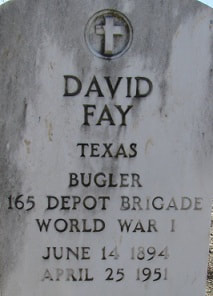 DAVID
FAY
TEXAS
BUGLER
165 DEPOT BRIGADE
WORLD WAR I
JUNE 14 1894
APRIL 25 1951